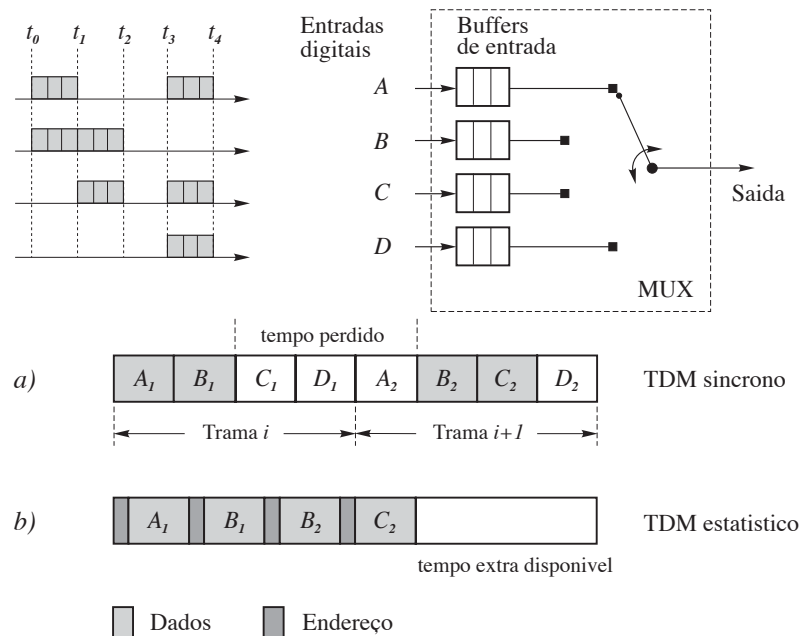 t0 t1 t2 t3 t4
Entradas digitais
Buffers de entrada
A
B
C
D
Saida
MUX
tempo perdido
a) A1 B1 C1 D1 A2 B2 C2 D2 TDM sincrono
Trama i Trama i+1
b) A1 B1 B2 C2 TDM estatistico
tempo extra disponivel
Dados Endereço